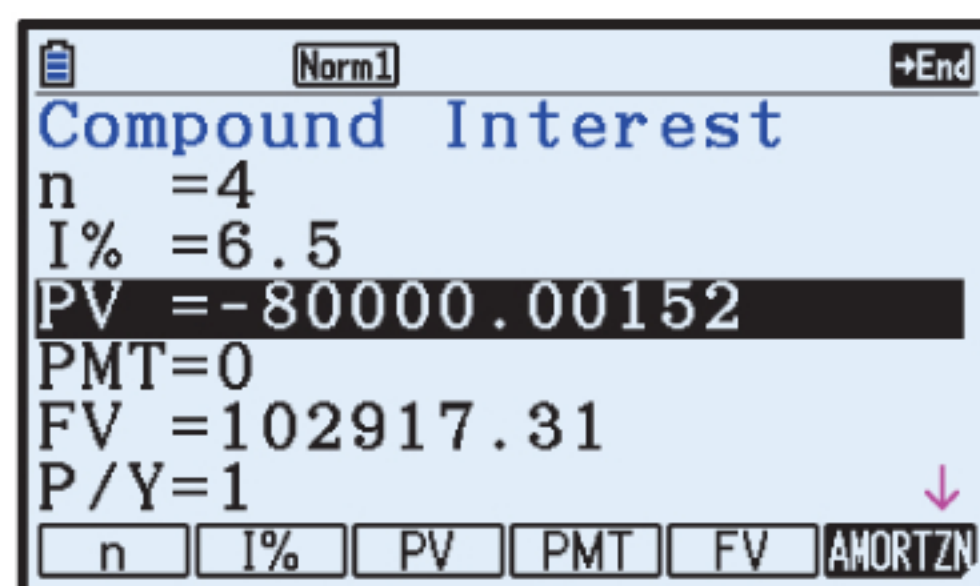 Norm1 →End
Compound Interest
n =4
I% =6.5
PV =-80000.00152
PMT=0
FV =102917.31
P/Y=1 ↓
n I% PV PMT FV AMORTZN